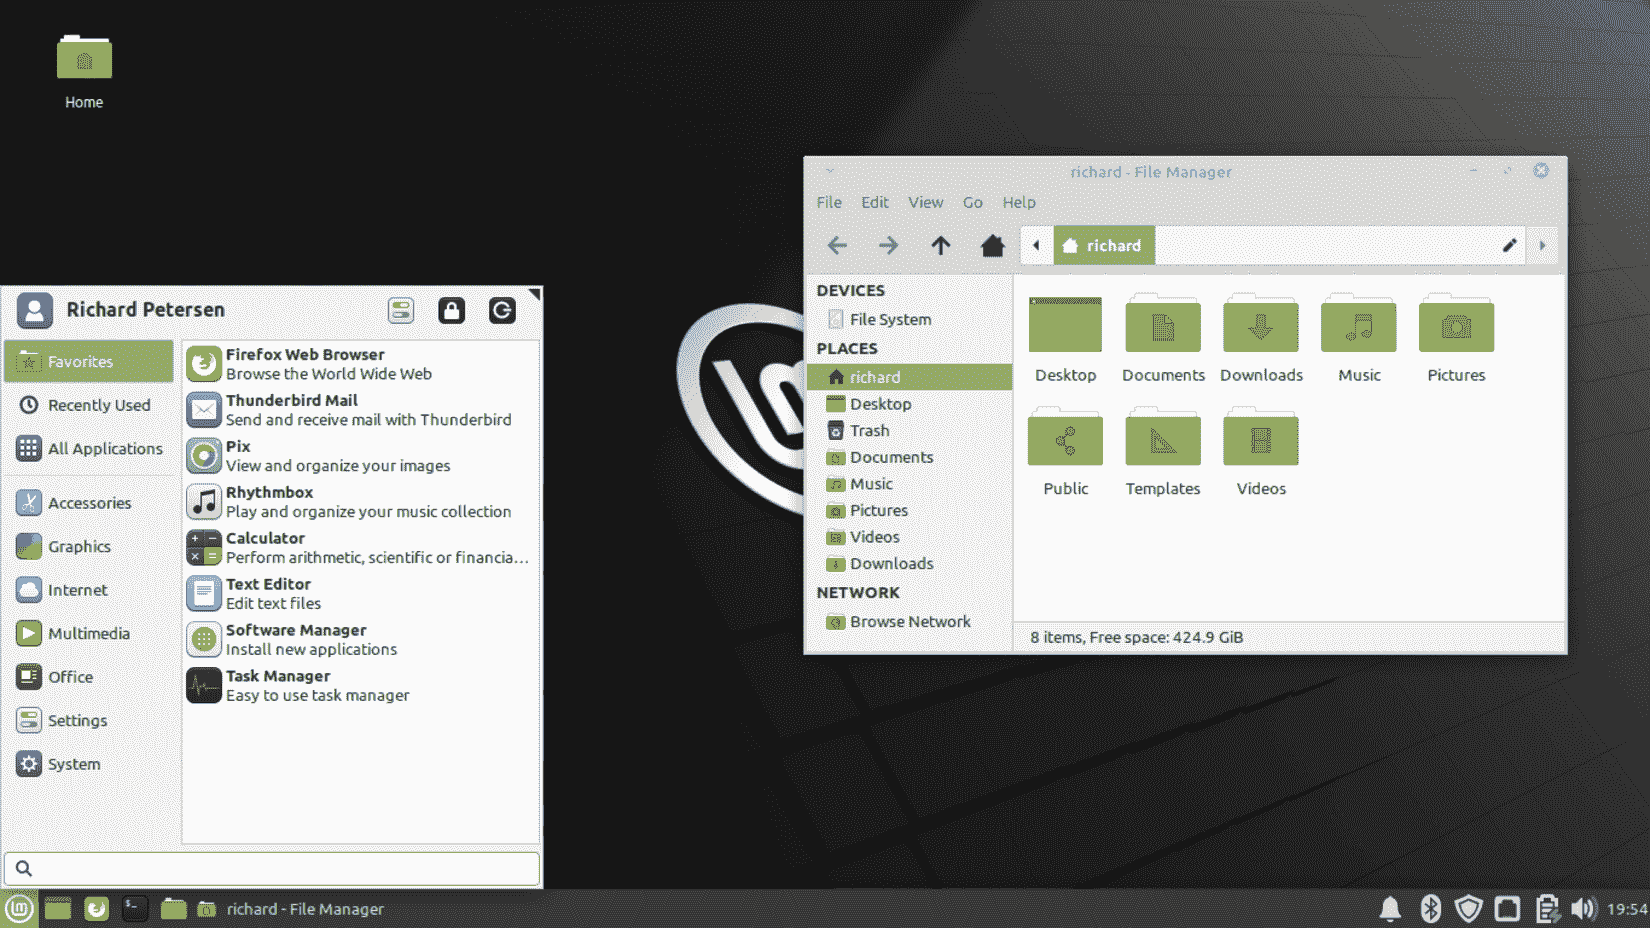 Home
richard - File Manager
File Edit View Go Help
richard
DEVICES
File System
PLACES
richard
Desktop
Trash
Documents
Music
Pictures
Videos
Downloads
NETWORK
Browse Network
Desktop Documents Downloads Music Pictures
Public Templates Videos
8 items, Free space: 424.9 GiB
Richard Petersen
Favorites
Recently Used
All Applications
Accessories
Graphics
Internet
Multimedia
Office
Settings
System
Firefox Web Browser
Browse the World Wide Web
Thunderbird Mail
Send and receive mail with Thunderbird
Pix
View and organize your images
Rhythmbox
Play and organize your music collection
Calculator
Perform arithmetic, scientific or financia...
Text Editor
Edit text files
Software Manager
Install new applications
Task Manager
Easy to use task manager
richard - File Manager
19:54